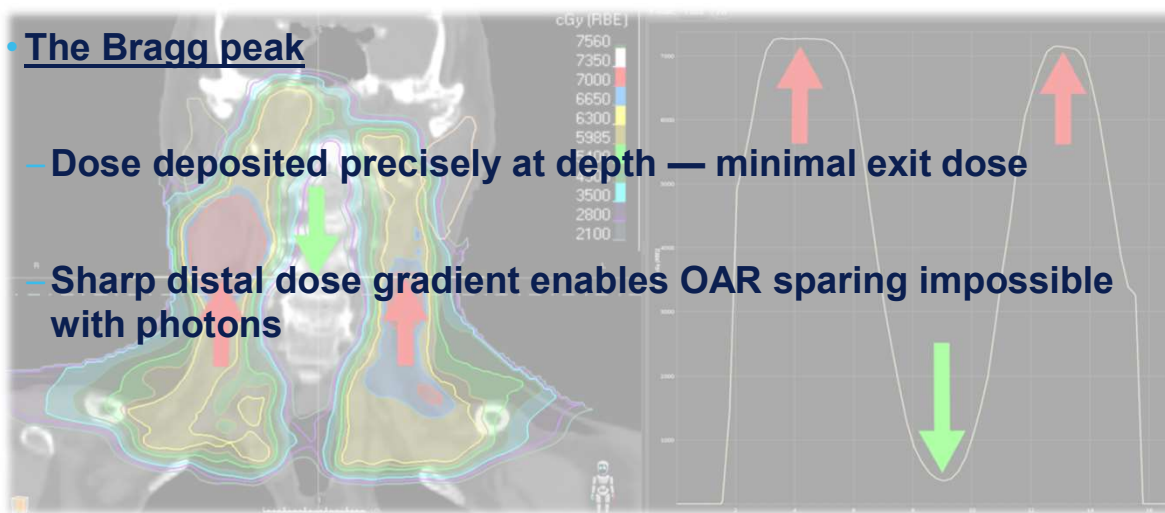 • The Bragg peak
– Dose deposited precisely at depth — minimal exit dose
– Sharp distal dose gradient enables OAR sparing impossible
with photons
cGy (RBE)
7560
7350
7000
6650
6300
5985
3500
2800
2100